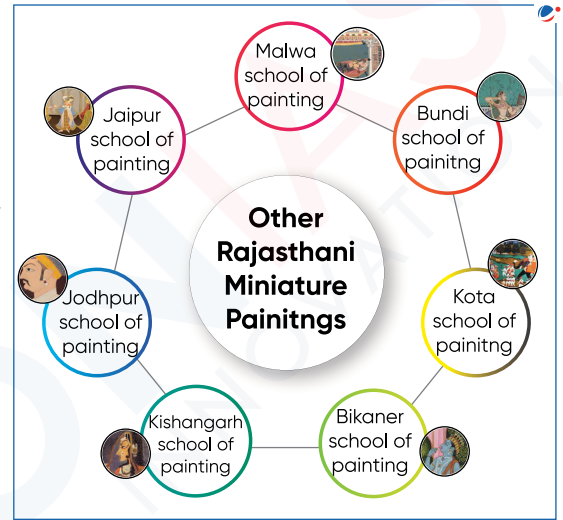 Malwa
school of
painting
Bundi
school of
painitng
Kota
school of
painitng
Bikaner
school of
painting
Kishangarh
school of
painting
Jodhpur
school of
painting
Jaipur
school of
painting
Other
Rajasthani
Miniature
Painitngs